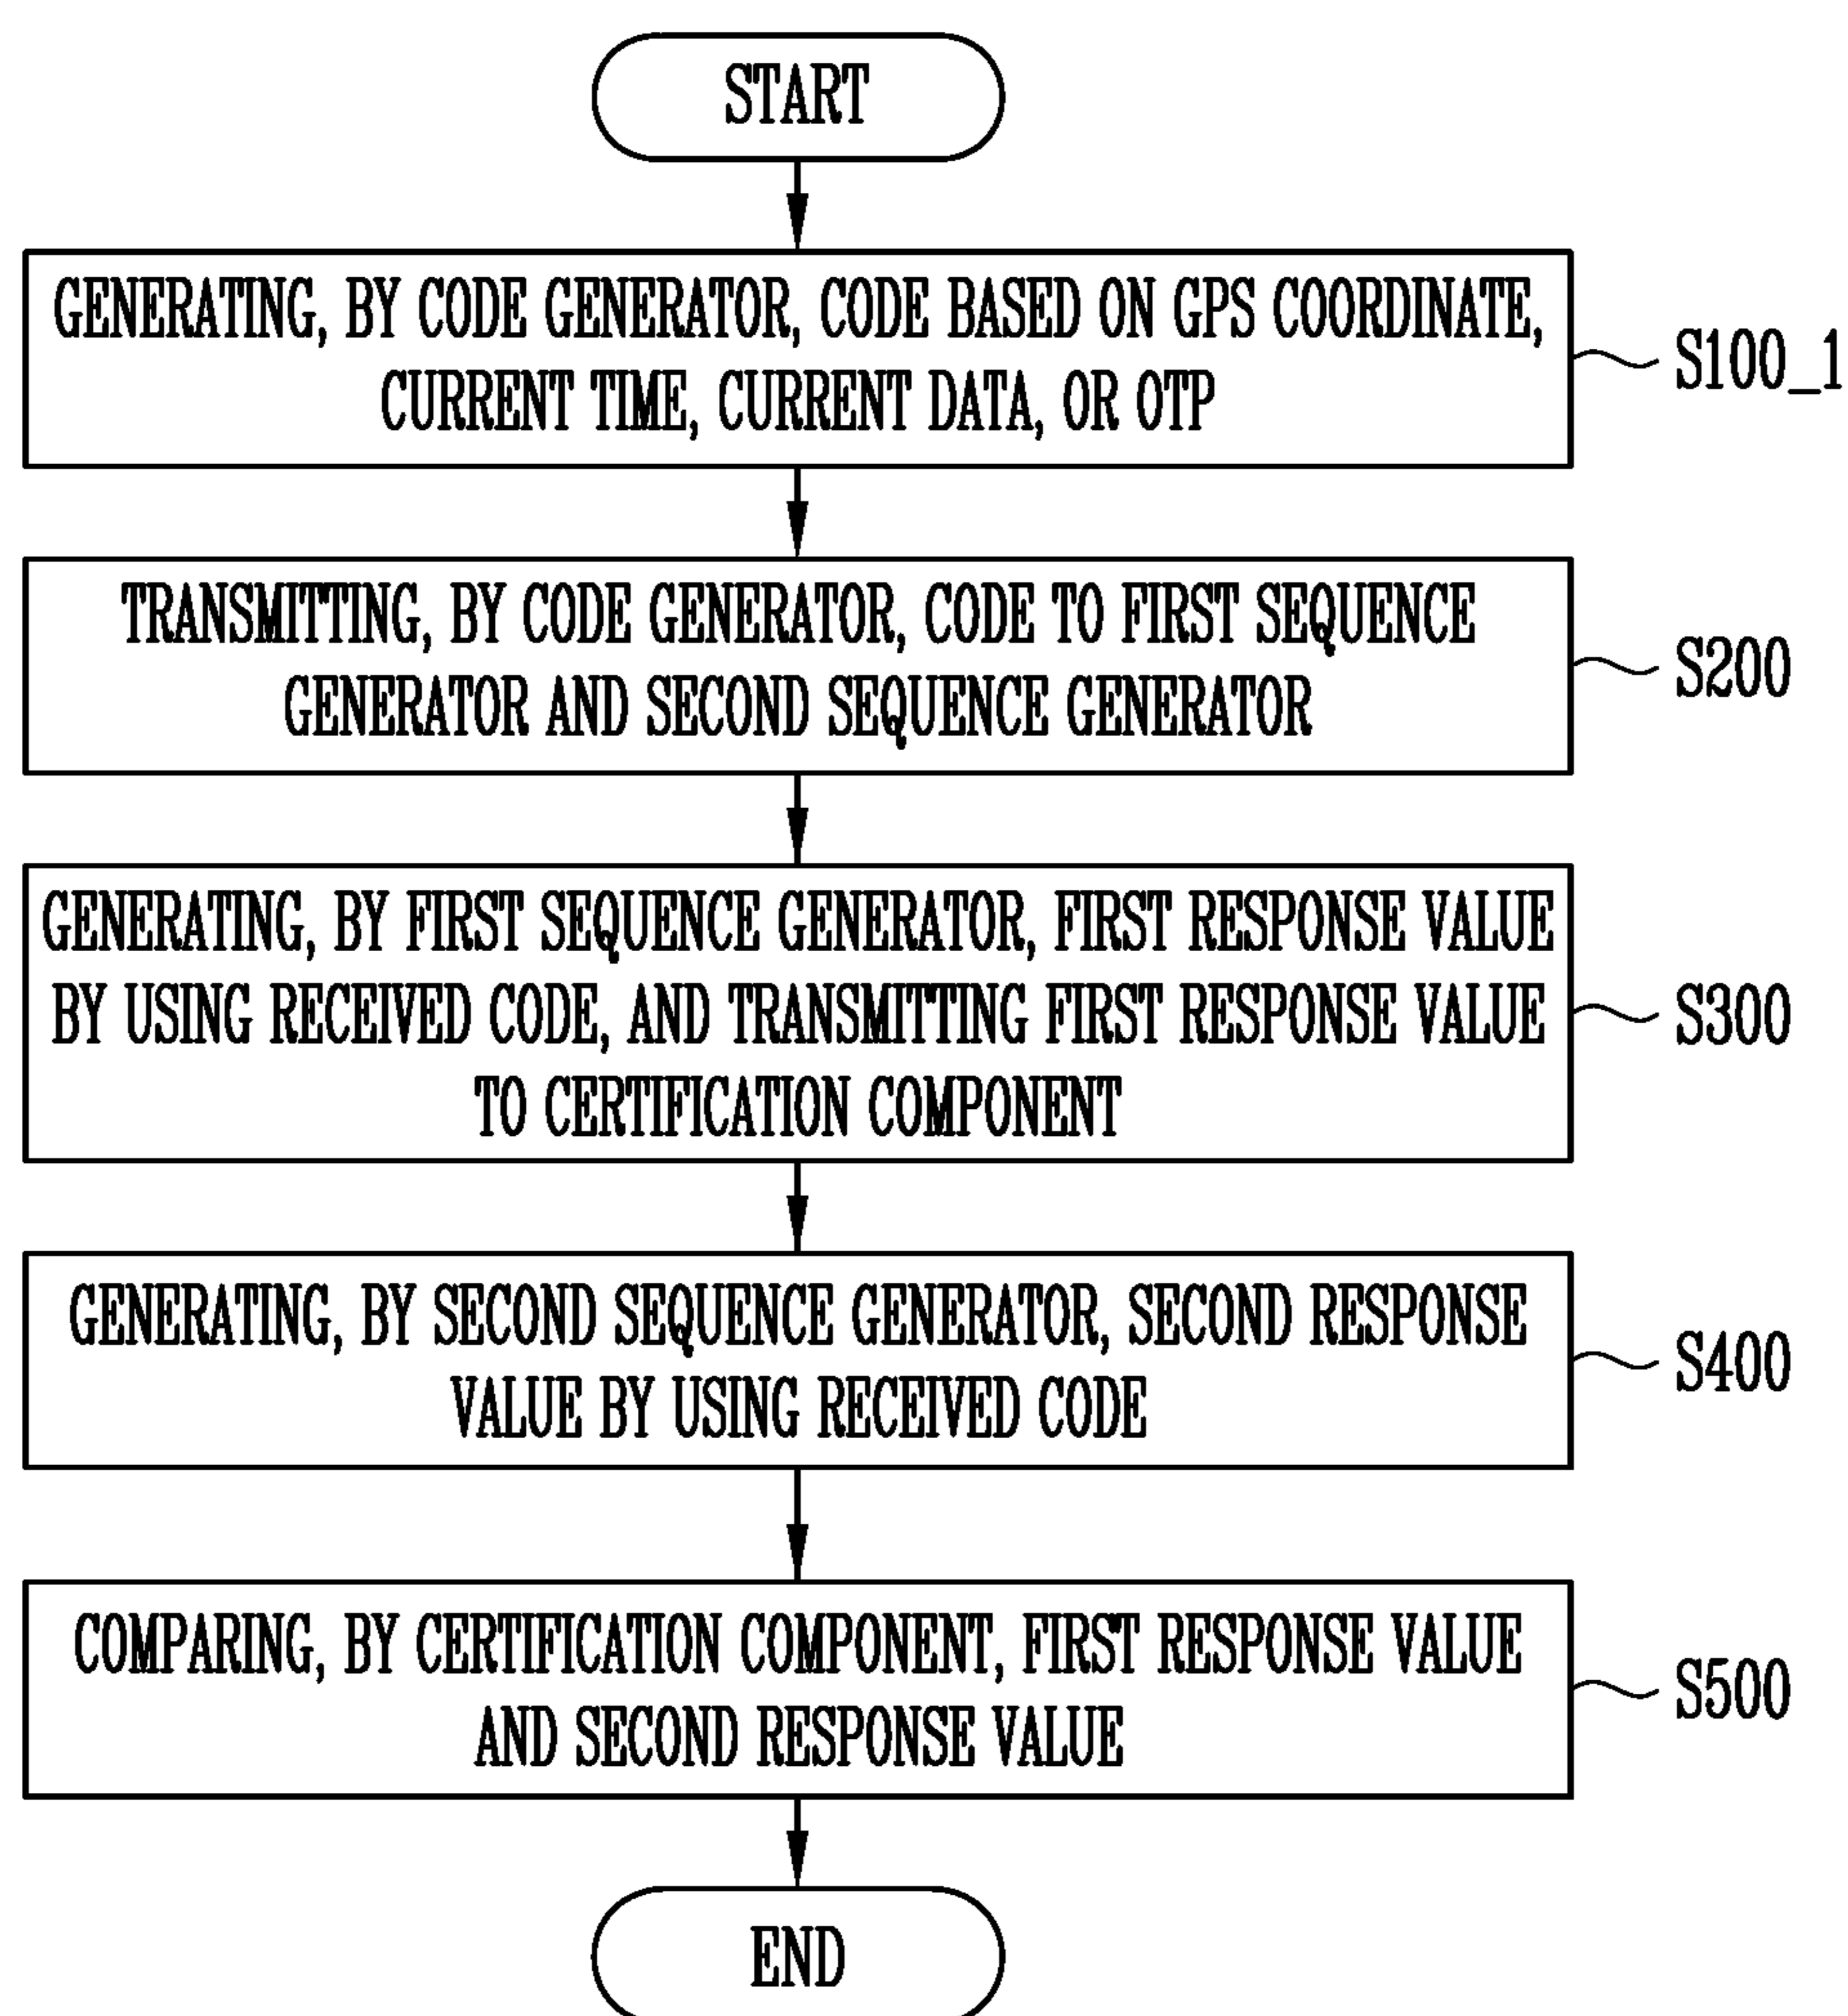 START
GENERATING, BY CODE GENERATOR, CODE BASED ON GPS COORDINATE,
CURRENT TIME, CURRENT DATA, OR OTP
S100_1
TRANSMITTING, BY CODE GENERATOR, CODE TO FIRST SEQUENCE
GENERATOR AND SECOND SEQUENCE GENERATOR
S200
GENERATING, BY FIRST SEQUENCE GENERATOR, FIRST RESPONSE VALUE
BY USING RECEIVED CODE, AND TRANSMITTING FIRST RESPONSE VALUE
TO CERTIFICATION COMPONENT
S300
GENERATING, BY SECOND SEQUENCE GENERATOR, SECOND RESPONSE
VALUE BY USING RECEIVED CODE
S400
COMPARING, BY CERTIFICATION COMPONENT, FIRST RESPONSE VALUE
AND SECOND RESPONSE VALUE
S500
END